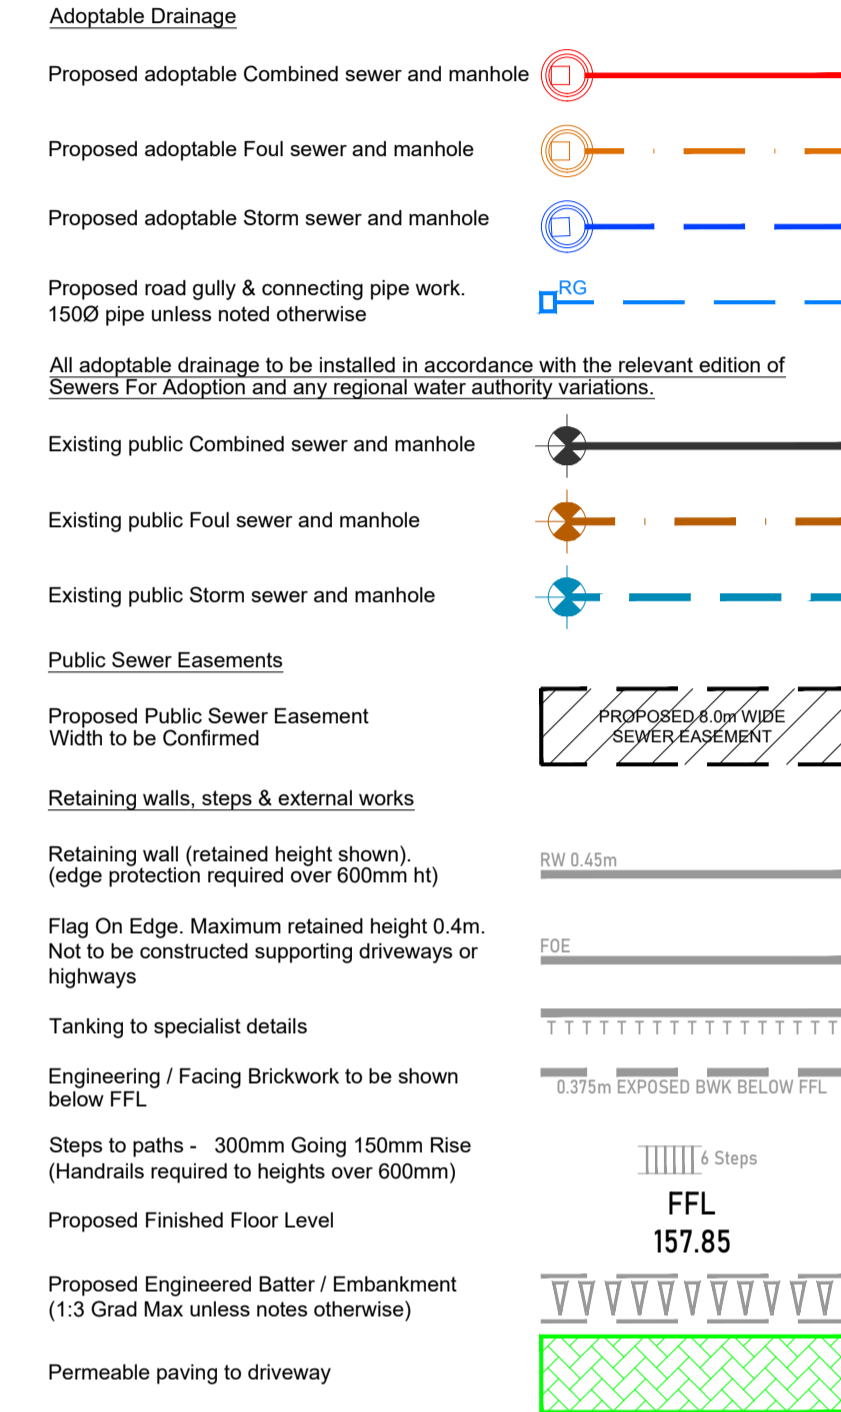 Adoptable Drainage
Proposed adoptable Combined sewer and manhole
Proposed adoptable Foul sewer and manhole
Proposed adoptable Storm sewer and manhole
Proposed road gully & connecting pipe work.
150Ø pipe unless noted otherwise
RG
All adoptable drainage to be installed in accordance with the relevant edition of
Sewers For Adoption and any regional water authority variations.
Existing public Combined sewer and manhole
Existing public Foul sewer and manhole
Existing public Storm sewer and manhole
Public Sewer Easements
Proposed Public Sewer Easement
Width to be Confirmed
PROPOSED 8.0m WIDE
SEWER EASEMENT
Retaining walls, steps & external works
Retaining wall (retained height shown).
(edge protection required over 600mm ht)
RW 0.45m
Flag On Edge. Maximum retained height 0.4m.
Not to be constructed supporting driveways or
highways
FOE
Tanking to specialist details
T T T T T T T T T T T T T T T T T
Engineering / Facing Brickwork to be shown
below FFL
0.375m EXPOSED BWK BELOW FFL
Steps to paths - 300mm Going 150mm Rise
(Handrails required to heights over 600mm)
6 Steps
Proposed Finished Floor Level
FFL
157.85
Proposed Engineered Batter / Embankment
(1:3 Grad Max unless notes otherwise)
Permeable paving to driveway